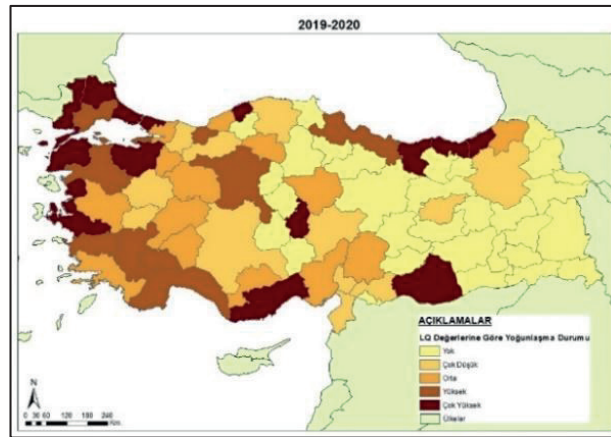 2019-2020
AÇIKLAMALAR
LQ Değerlerine Göre Yoğunlaşma Durumu
Yok
Çok Düşük
Orta
Yüksek
Çok Yüksek
Ülkeler
N
0 30 60 120 180 240
Km.